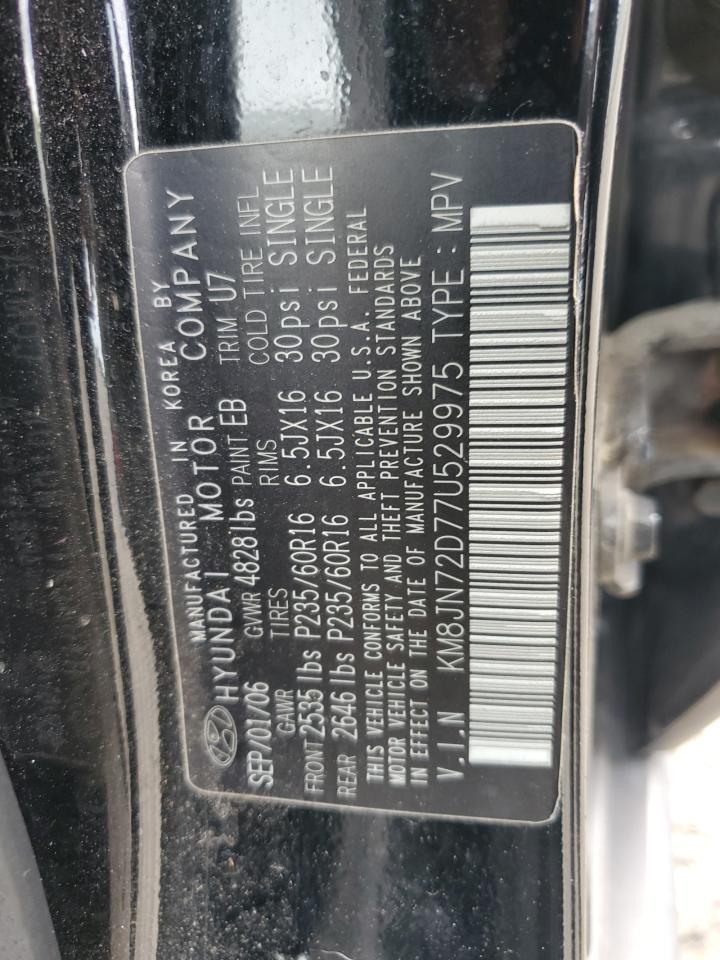 MANUFACTURED IN KOREA BY
HYUNDAI MOTOR COMPANY
SEP/01/06 GVWR 4828 lbs PAINT EB TRIM U7
GAWR TIRES RIMS COLD TIRE INFL
FRONT 2535 lbs P235/60R16 6.5JX16 30psi SINGLE
REAR 2646 lbs P235/60R16 6.5JX16 30psi SINGLE
THIS VEHICLE CONFORMS TO ALL APPLICABLE U.S.A. FEDERAL
MOTOR VEHICLE SAFETY AND THEFT PREVENTION STANDARDS
IN EFFECT ON THE DATE OF MANUFACTURE SHOWN ABOVE
V.I.N KM8JN72D77U529975 TYPE : MPV